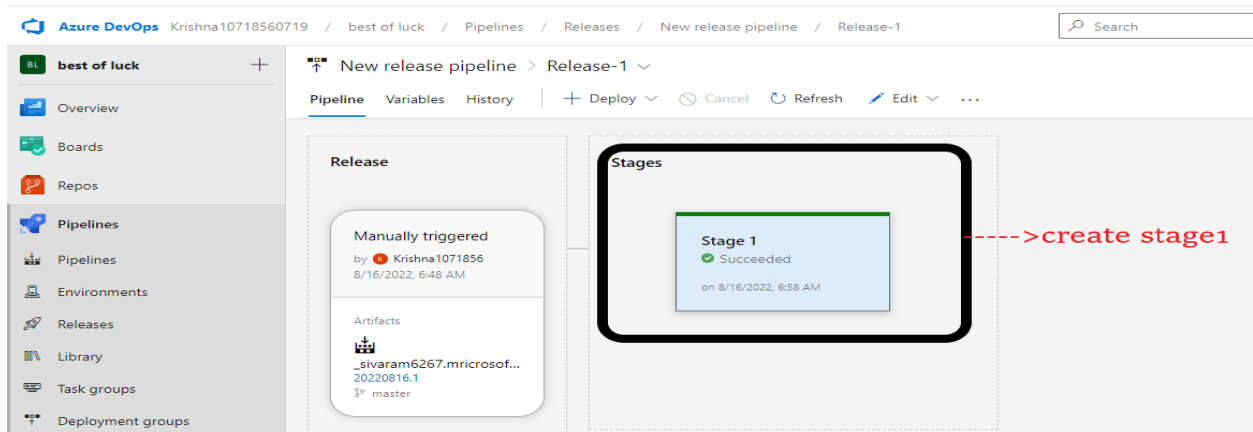 Azure DevOps Krishna10718560719 / best of luck / Pipelines / Releases / New release pipeline / Release-1
Search
BL best of luck
New release pipeline > Release-1
Overview
Pipeline Variables History Deploy Cancel Refresh Edit ...
Boards
Repos
Pipelines
Pipelines
Environments
Releases
Library
Task groups
Deployment groups
Release
Manually triggered
by K Krishna1071856
8/16/2022, 6:48 AM
Artifacts
_sivaram6267.mricrosof...
20220816.1
master
Stages
Stage 1
Succeeded
on 8/16/2022, 6:58 AM
----->create stage1